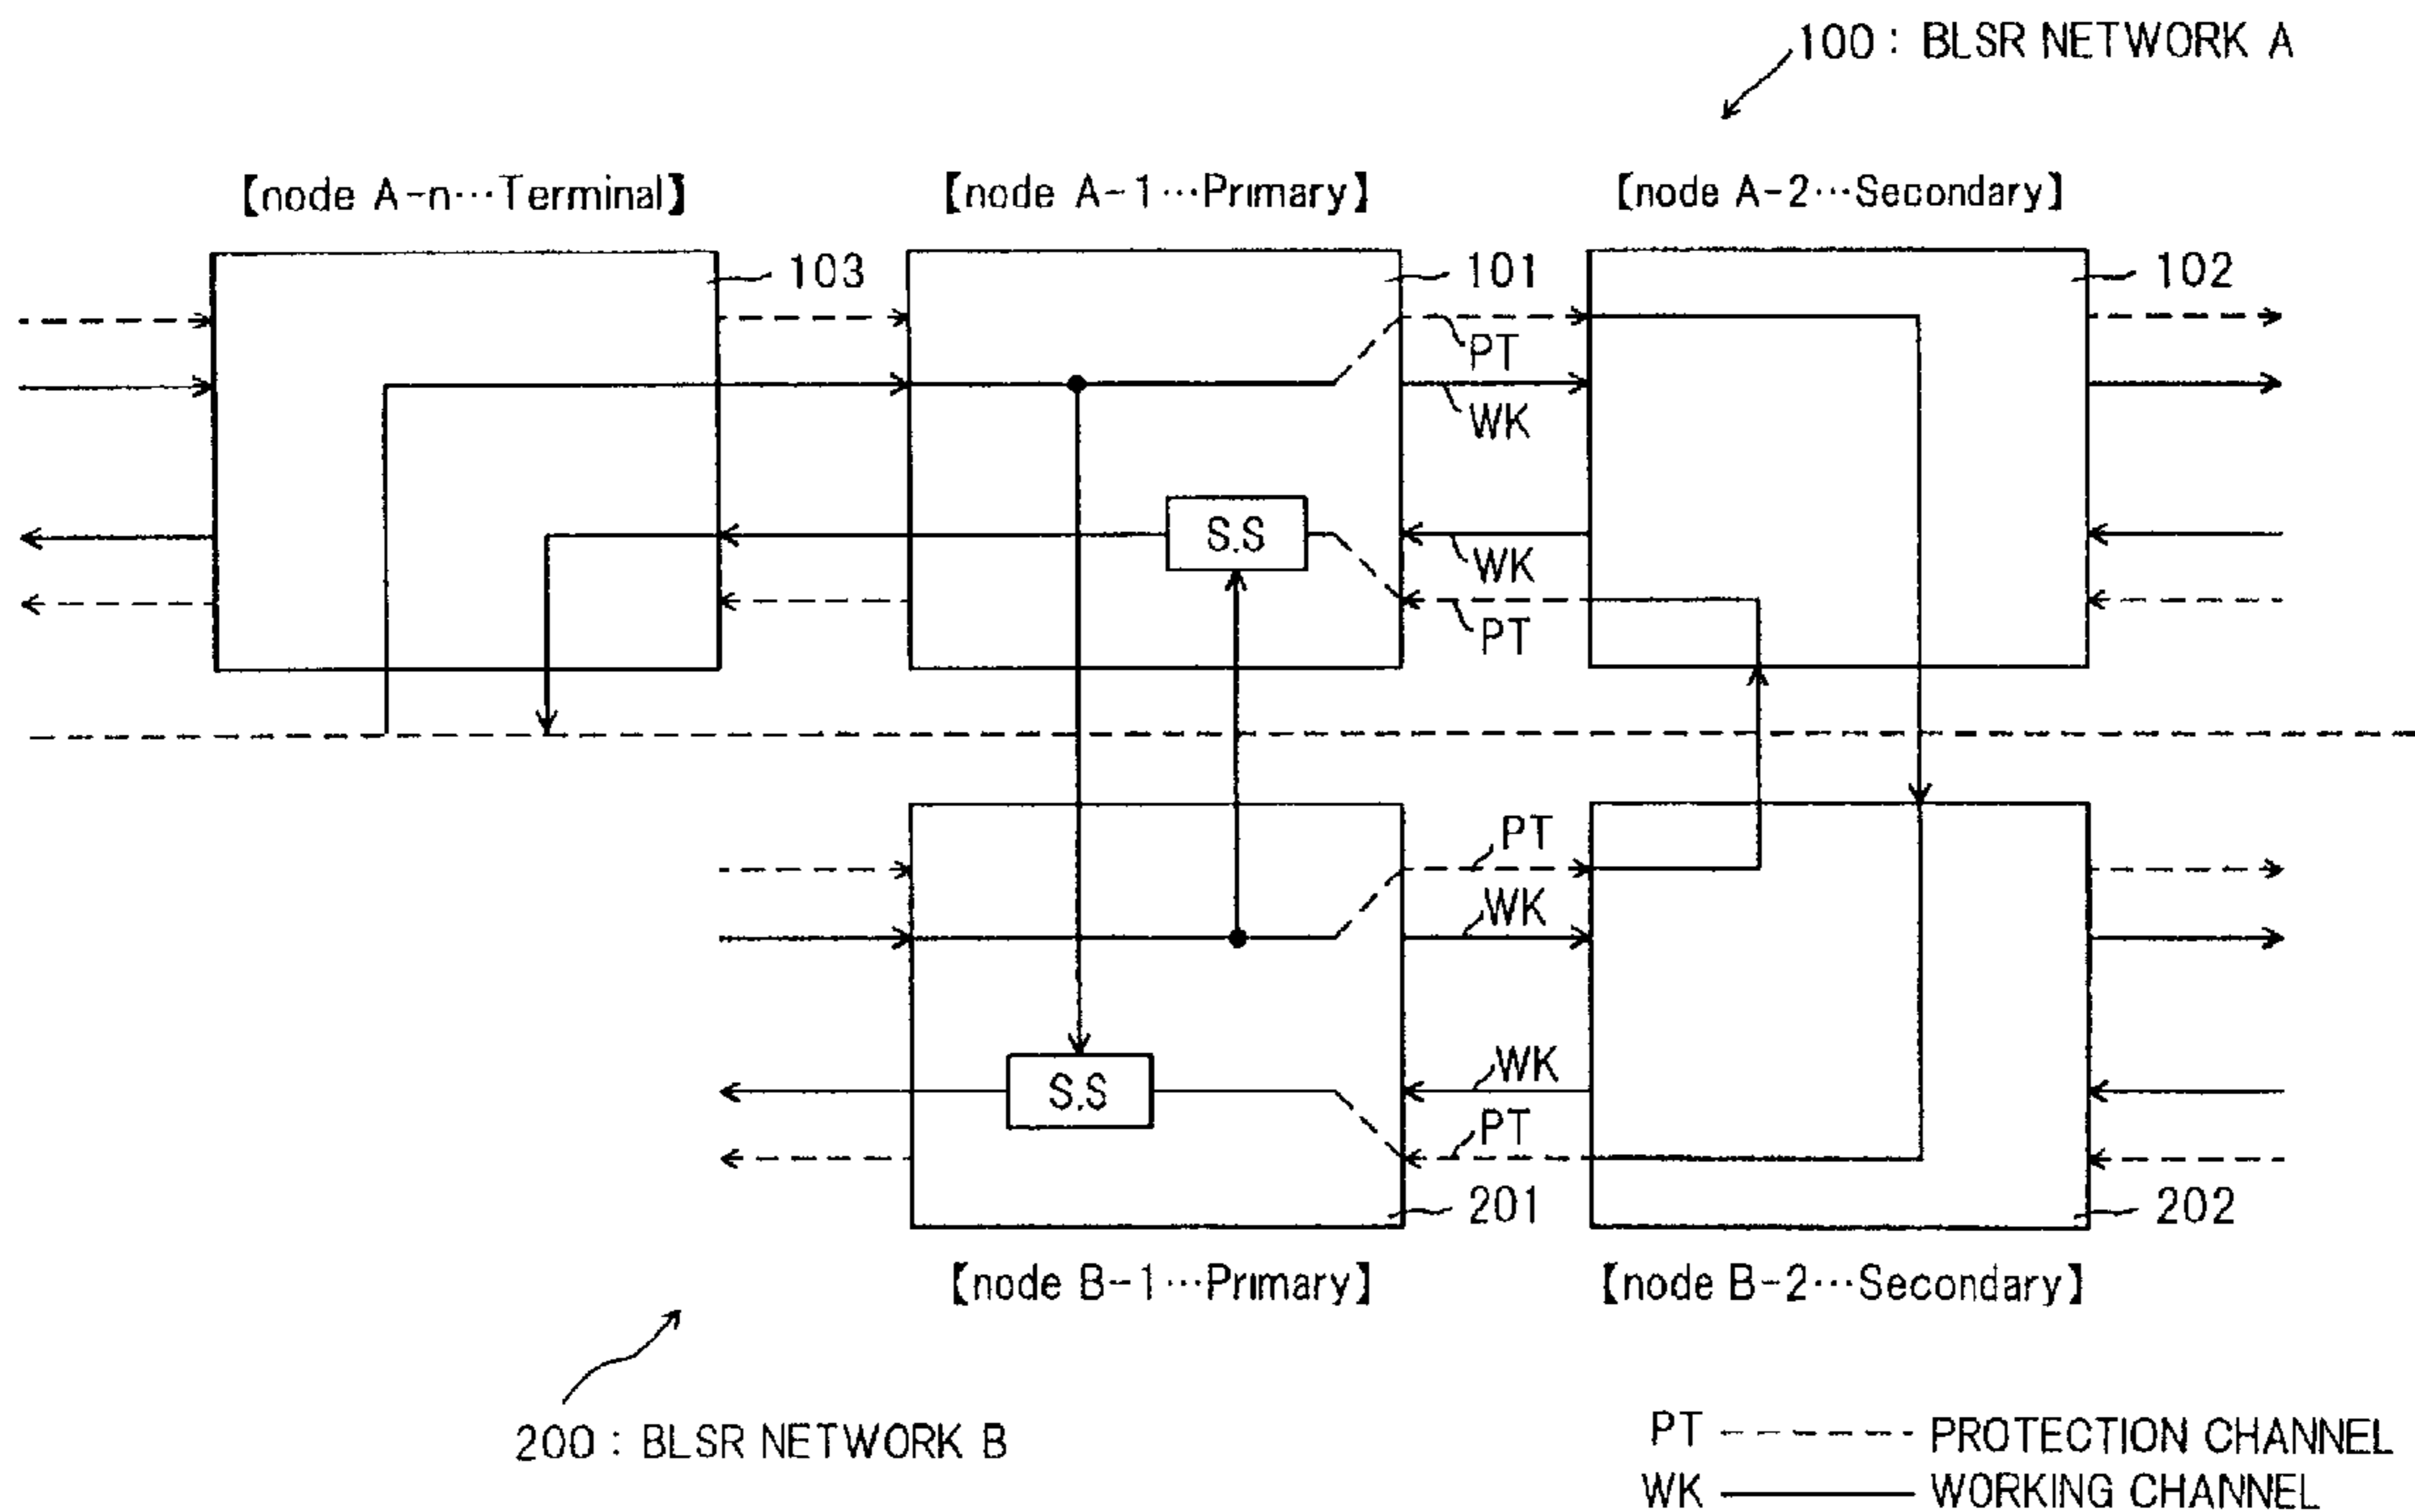 100 : BLSR NETWORK A
【node A-n…Terminal】
【node A-1…Primary】
【node A-2…Secondary】
103
101
102
PT
WK
S.S
WK
PT
PT
WK
S.S
WK
PT
201
202
【node B-1…Primary】
【node B-2…Secondary】
200 : BLSR NETWORK B
PT PROTECTION CHANNEL
WK WORKING CHANNEL